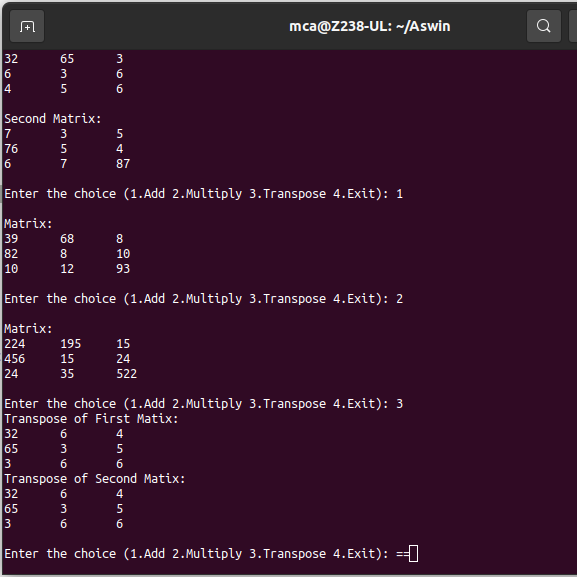 mca@Z238-UL: ~/Aswin
32 65 3
6 3 6
4 5 6
Second Matrix:
7 3 5
76 5 4
6 7 87
Enter the choice (1.Add 2.Multiply 3.Transpose 4.Exit): 1
Matrix:
39 68 8
82 8 10
10 12 93
Enter the choice (1.Add 2.Multiply 3.Transpose 4.Exit): 2
Matrix:
224 195 15
456 15 24
24 35 522
Enter the choice (1.Add 2.Multiply 3.Transpose 4.Exit): 3
Transpose of First Matix:
32 6 4
65 3 5
3 6 6
Transpose of Second Matix:
32 6 4
65 3 5
3 6 6
Enter the choice (1.Add 2.Multiply 3.Transpose 4.Exit): ==